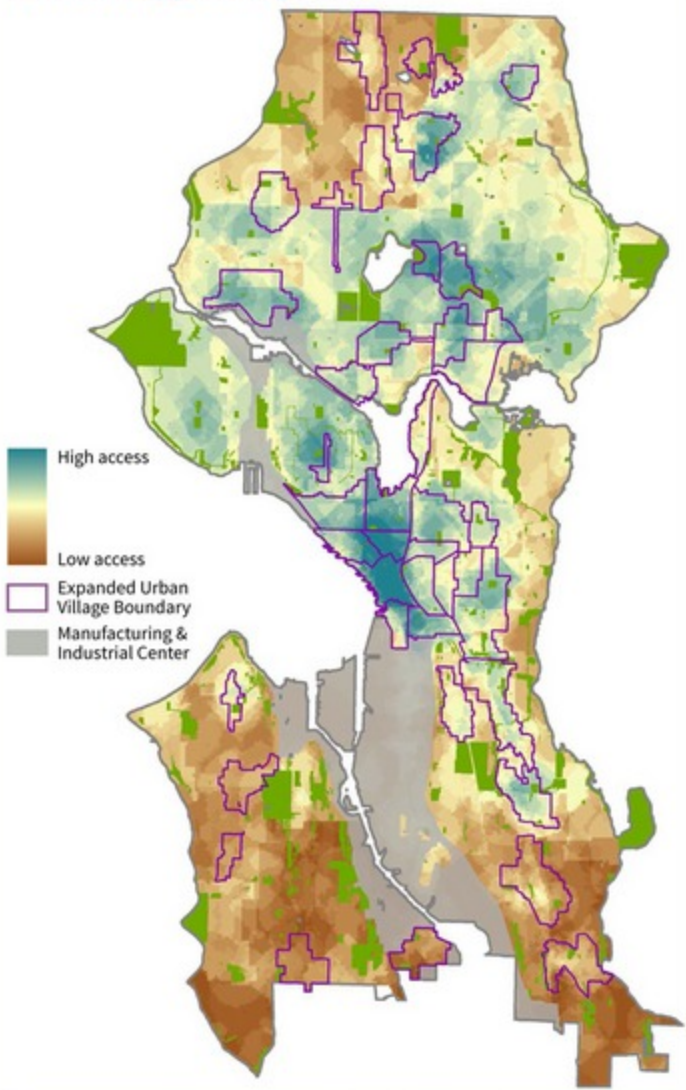 High access
Low access
Expanded Urban
Village Boundary
Manufacturing &
Industrial Center